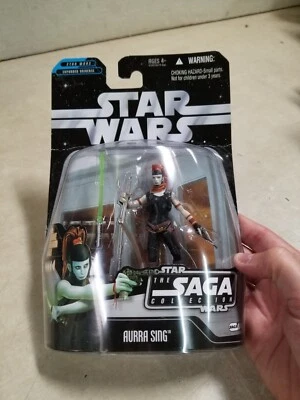 STAR WARS
EXPANDED UNIVERSE
AGES 4+
WARNING:
CHOKING HAZARD-Small parts.
Not for children under 3 years.
STAR
WARS
STAR
THE
SAGA
COLLECTION
WARS
AURRA SING